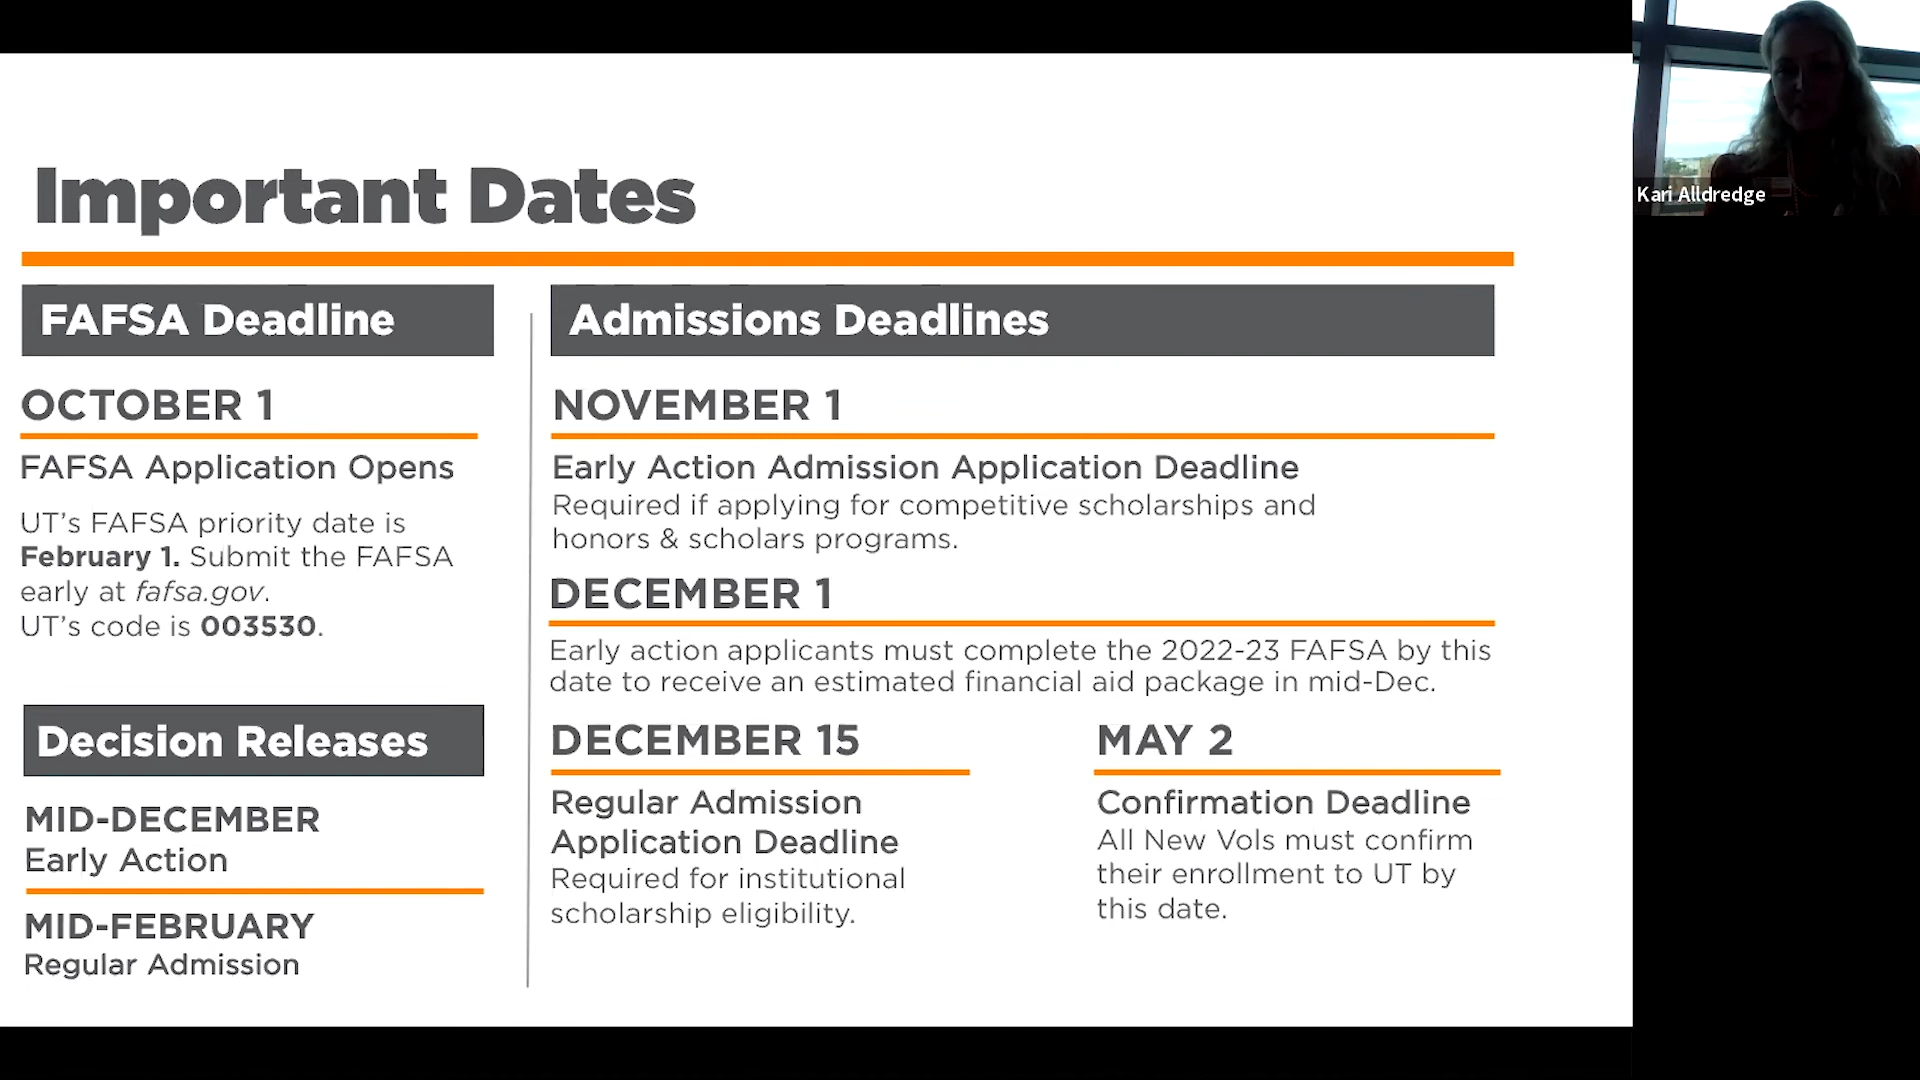 Important Dates
FAFSA Deadline
OCTOBER 1
FAFSA Application Opens
UT's FAFSA priority date is
February 1. Submit the FAFSA
early at fafsa.gov.
UT's code is 003530.
Decision Releases
MID-DECEMBER
Early Action
MID-FEBRUARY
Regular Admission
Admissions Deadlines
NOVEMBER 1
Early Action Admission Application Deadline
Required if applying for competitive scholarships and
honors & scholars programs.
DECEMBER 1
Early action applicants must complete the 2022-23 FAFSA by this
date to receive an estimated financial aid package in mid-Dec.
DECEMBER 15
Regular Admission
Application Deadline
Required for institutional
scholarship eligibility.
MAY 2
Confirmation Deadline
All New Vols must confirm
their enrollment to UT by
this date.
Kari Alldredge